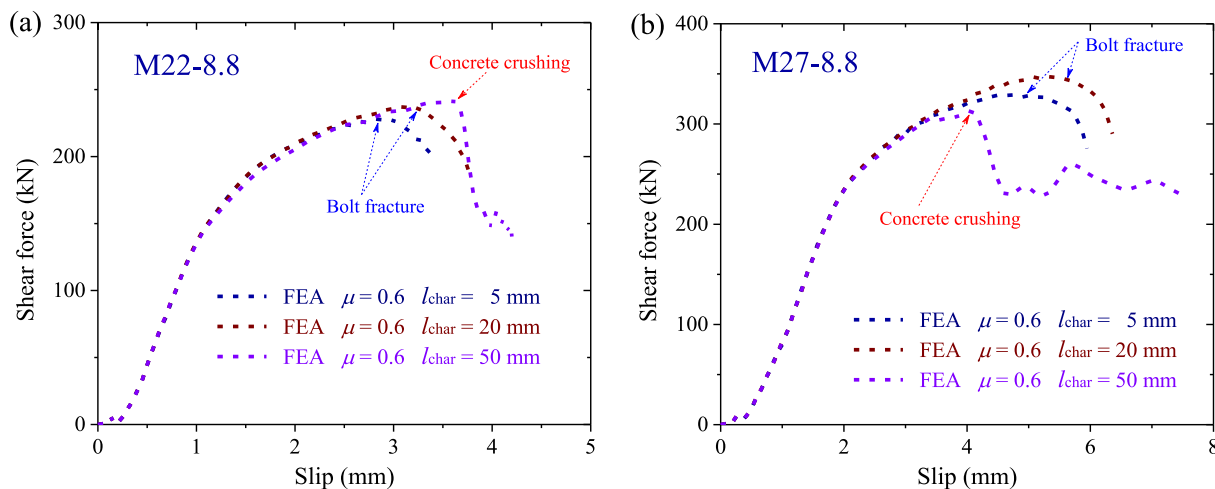 (a)
M22-8.8
Concrete crushing
Bolt fracture
FEA μ = 0.6 lchar = 5 mm
FEA μ = 0.6 lchar = 20 mm
FEA μ = 0.6 lchar = 50 mm
Shear force (kN)
300
200
100
0
0 1 2 3 4 5
Slip (mm)
(b)
M27-8.8
Bolt fracture
Concrete crushing
FEA μ = 0.6 lchar = 5 mm
FEA μ = 0.6 lchar = 20 mm
FEA μ = 0.6 lchar = 50 mm
Shear force (kN)
400
300
200
100
0
0 2 4 6 8
Slip (mm)